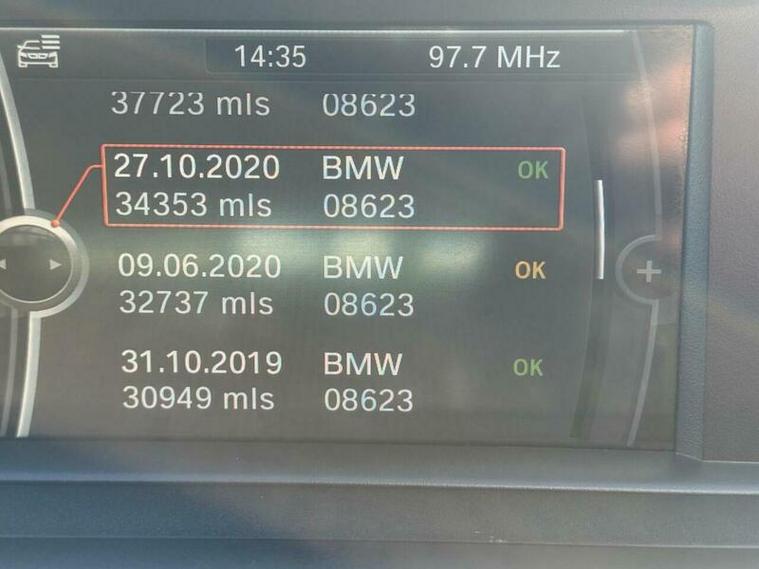 14:35 97.7 MHz
37723 mls 08623
27.10.2020 BMW OK
34353 mls 08623
09.06.2020 BMW OK
32737 mls 08623
31.10.2019 BMW OK
30949 mls 08623